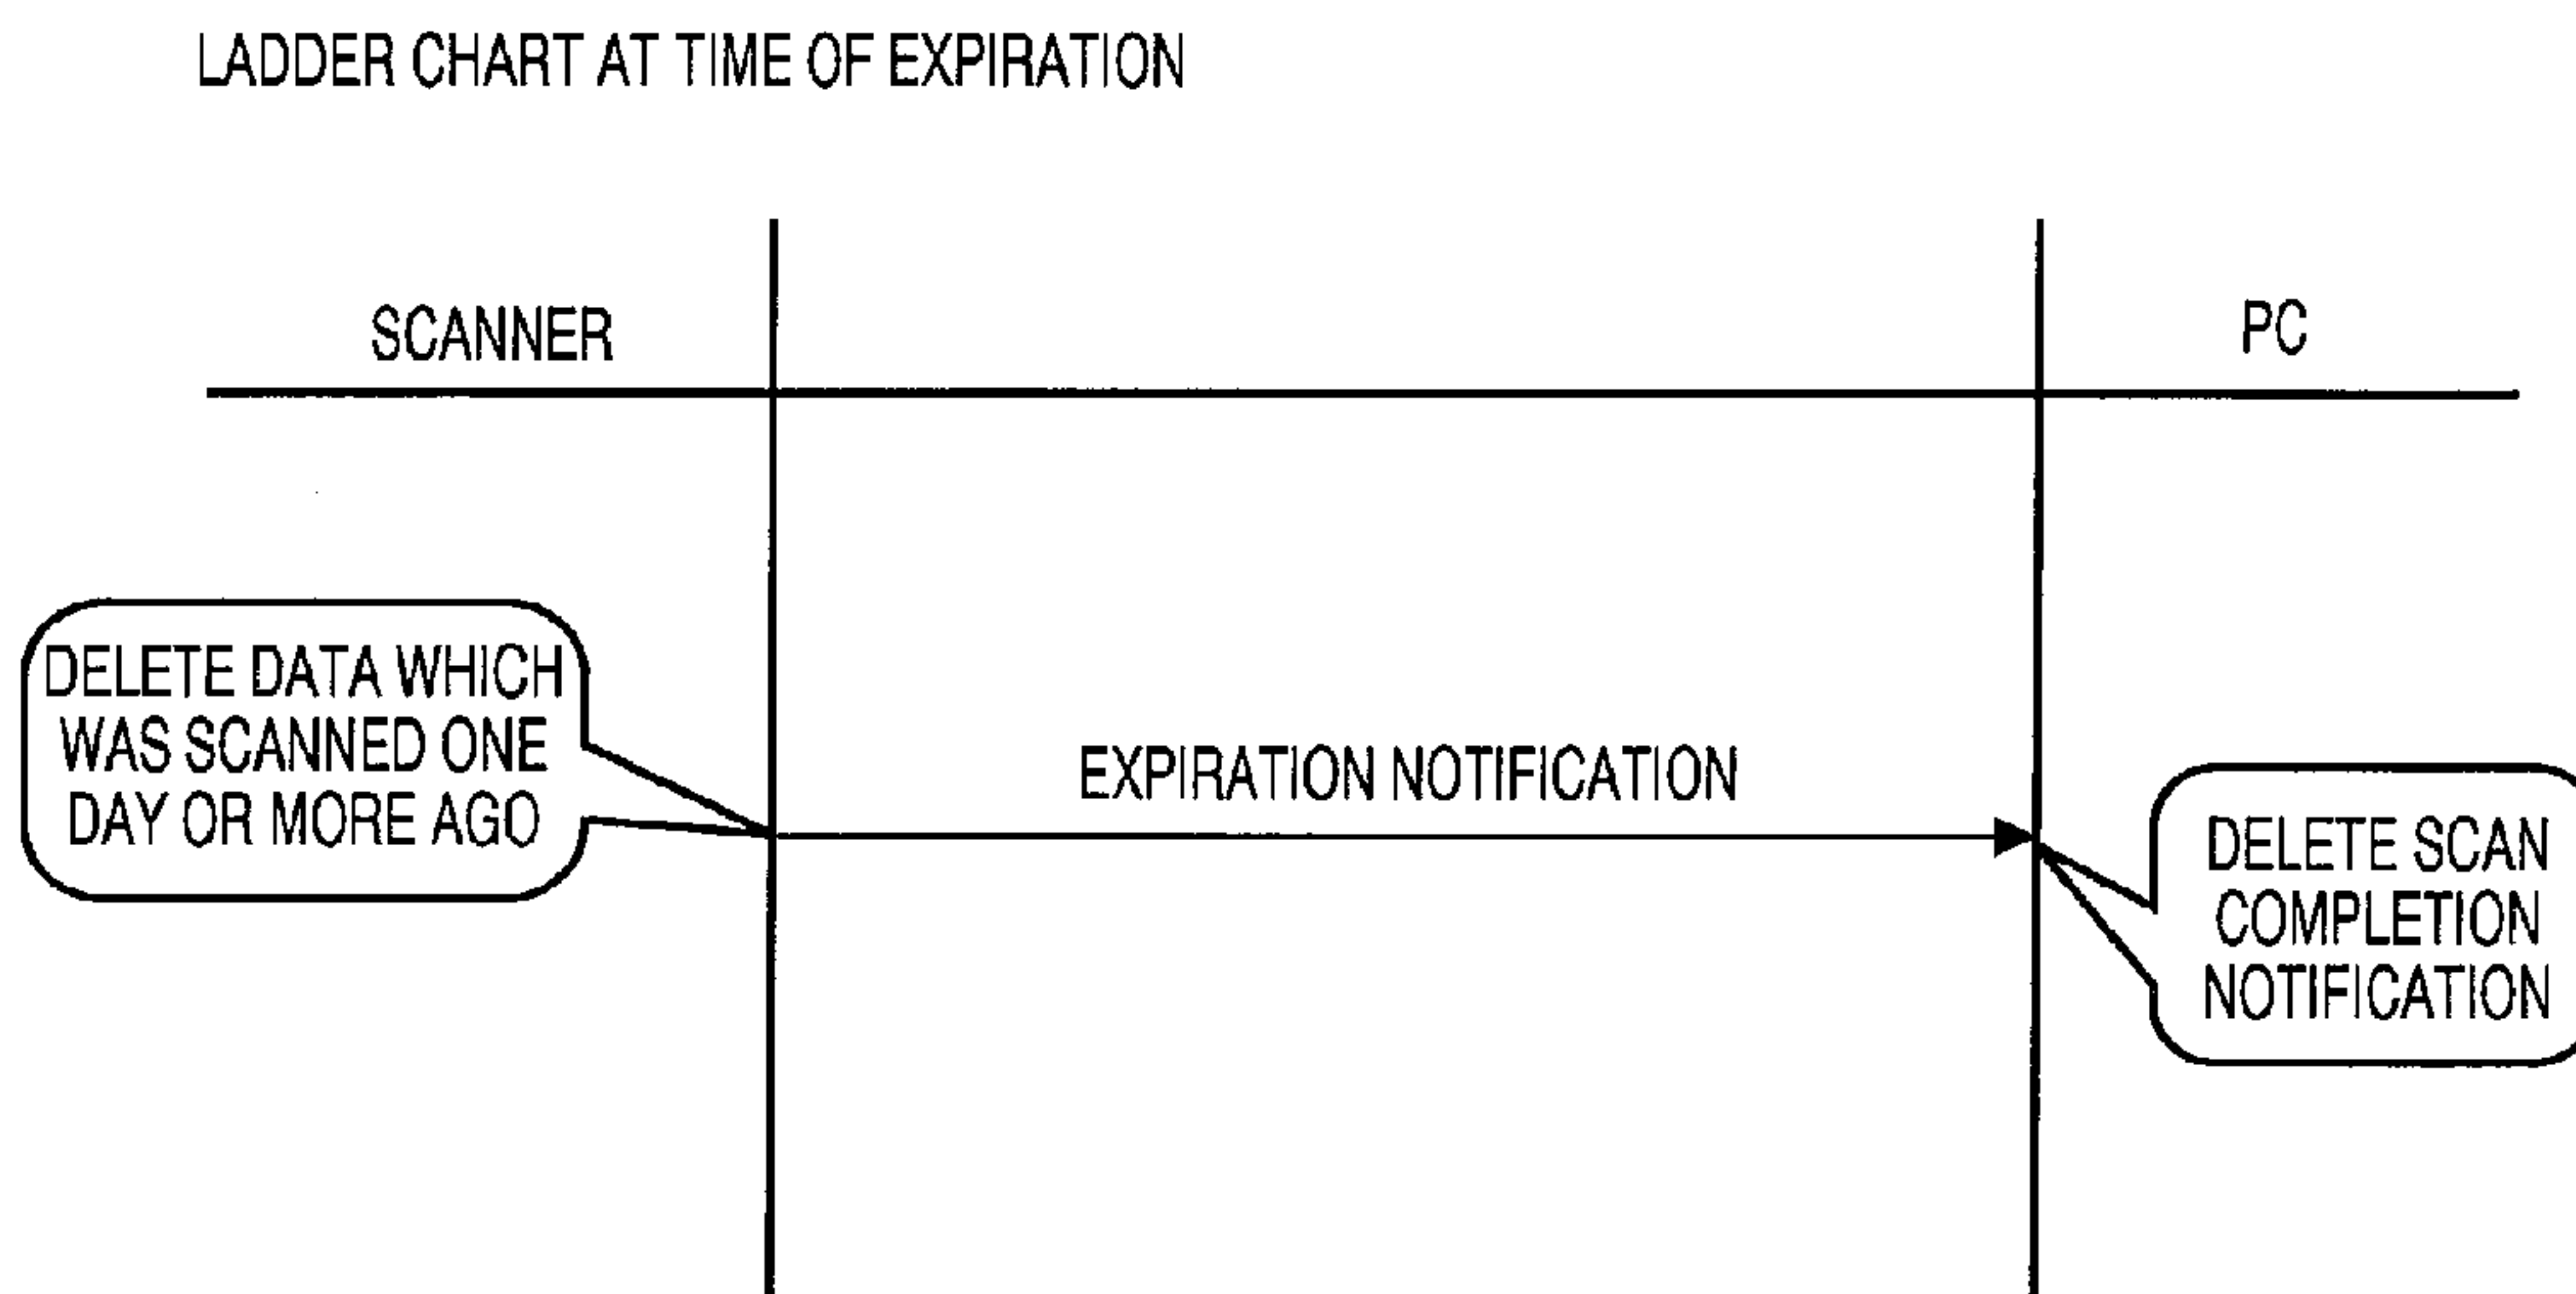 LADDER CHART AT TIME OF EXPIRATION
SCANNER
PC
DELETE DATA WHICH
WAS SCANNED ONE
DAY OR MORE AGO
EXPIRATION NOTIFICATION
DELETE SCAN
COMPLETION
NOTIFICATION